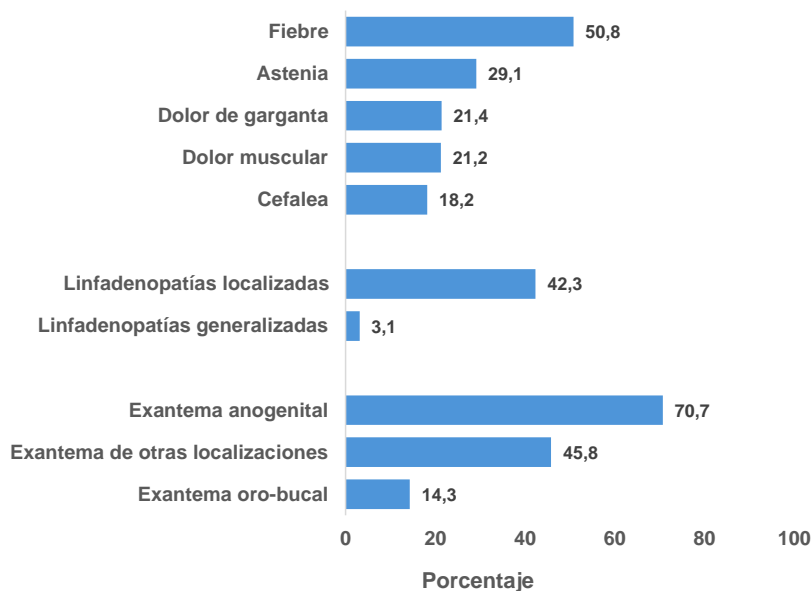 Fiebre 50,8
Astenia 29,1
Dolor de garganta 21,4
Dolor muscular 21,2
Cefalea 18,2
Linfadenopatías localizadas 42,3
Linfadenopatías generalizadas 3,1
Exantema anogenital 70,7
Exantema de otras localizaciones 45,8
Exantema oro-bucal 14,3
0 20 40 60 80 100
Porcentaje